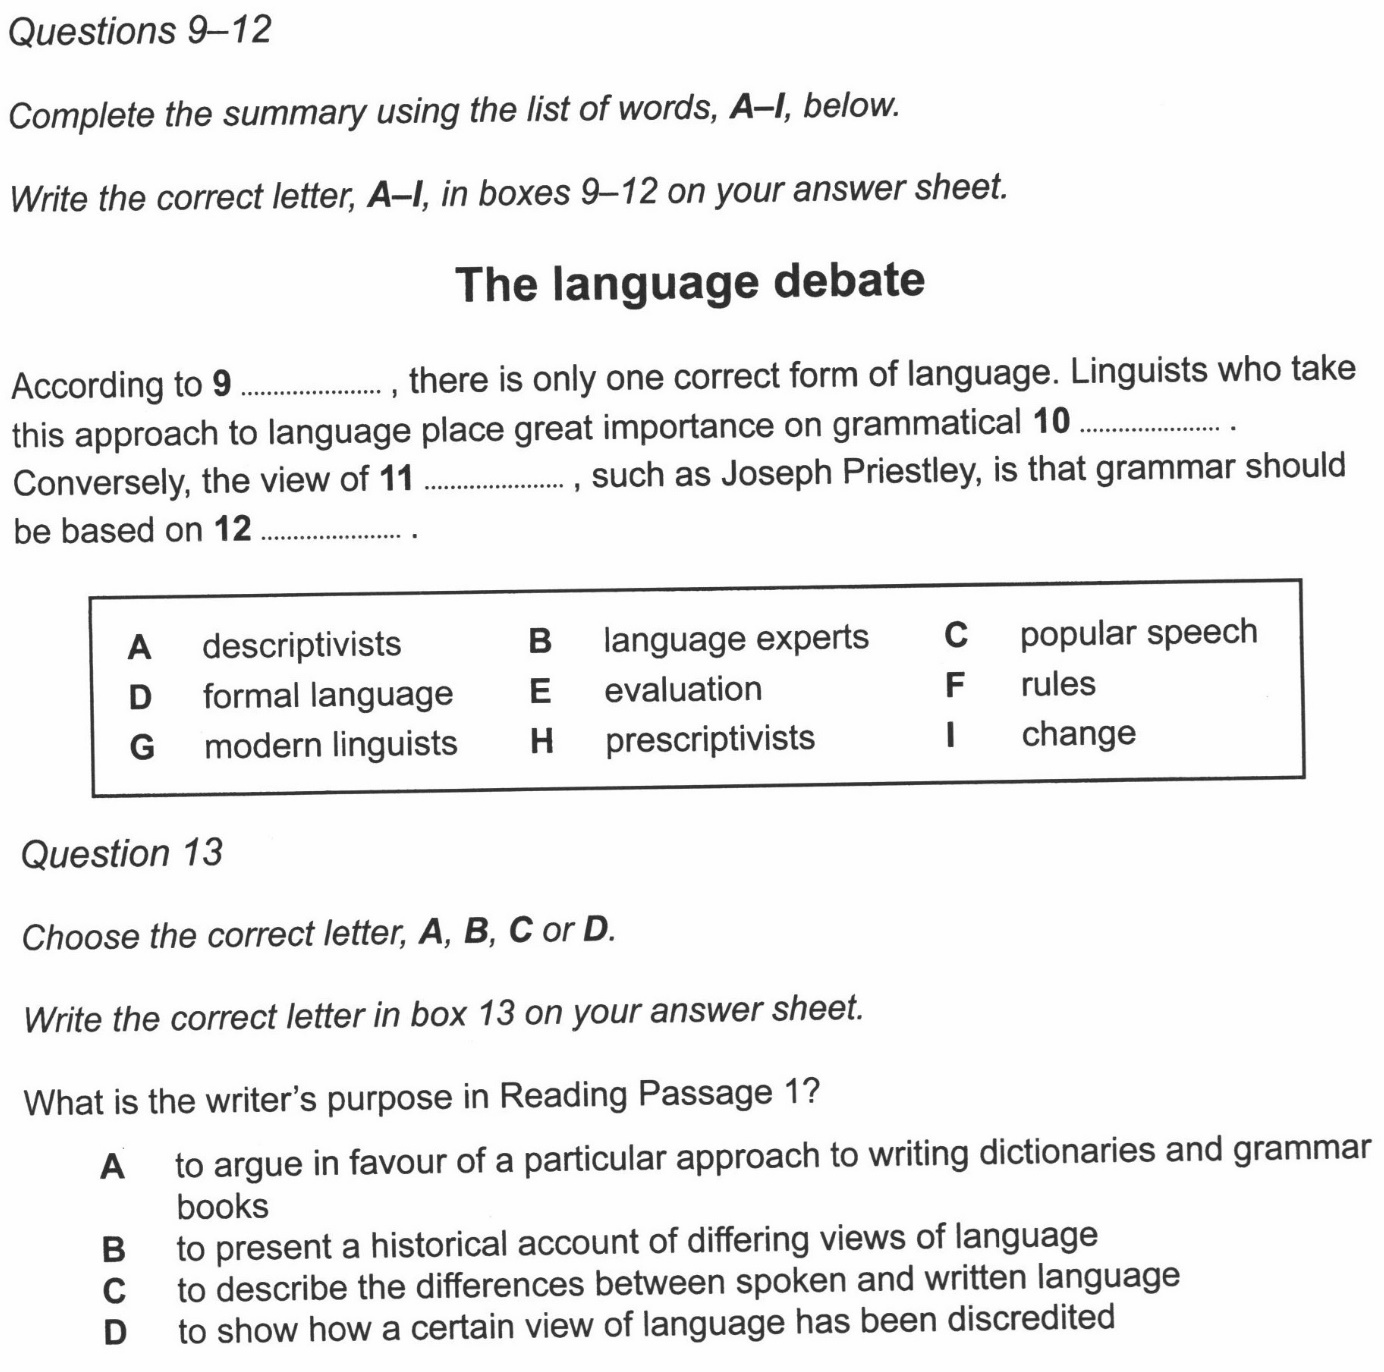 Questions 9–12
Complete the summary using the list of words, A–I, below.
Write the correct letter, A–I, in boxes 9–12 on your answer sheet.
The language debate
According to 9 ...................... , there is only one correct form of language. Linguists who take
this approach to language place great importance on grammatical 10 ...................... .
Conversely, the view of 11 ...................... , such as Joseph Priestley, is that grammar should
be based on 12 ...................... .
A descriptivists B language experts C popular speech
D formal language E evaluation F rules
G modern linguists H prescriptivists I change
Question 13
Choose the correct letter, A, B, C or D.
Write the correct letter in box 13 on your answer sheet.
What is the writer's purpose in Reading Passage 1?
A to argue in favour of a particular approach to writing dictionaries and grammar
books
B to present a historical account of differing views of language
C to describe the differences between spoken and written language
D to show how a certain view of language has been discredited